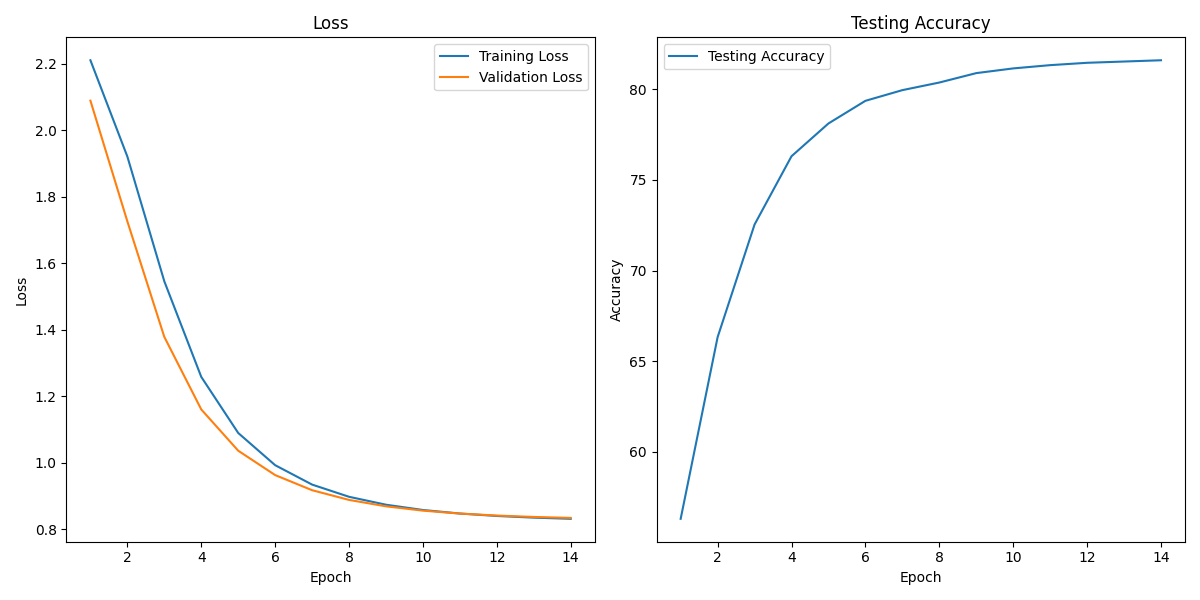 Loss
Training Loss
Validation Loss
2.2
2.0
1.8
1.6
1.4
1.2
1.0
0.8
Loss
2 4 6 8 10 12 14
Epoch
Testing Accuracy
Testing Accuracy
80
75
70
65
60
Accuracy
2 4 6 8 10 12 14
Epoch